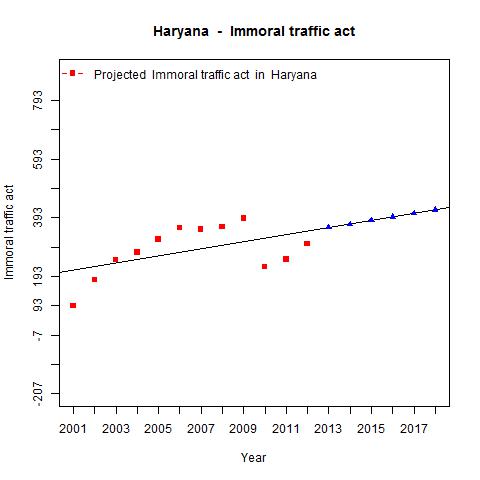 Haryana - Immoral traffic act
Projected Immoral traffic act in Haryana
Immoral traffic act
793
593
393
193
93
-7
-207
2001 2003 2005 2007 2009 2011 2013 2015 2017
Year